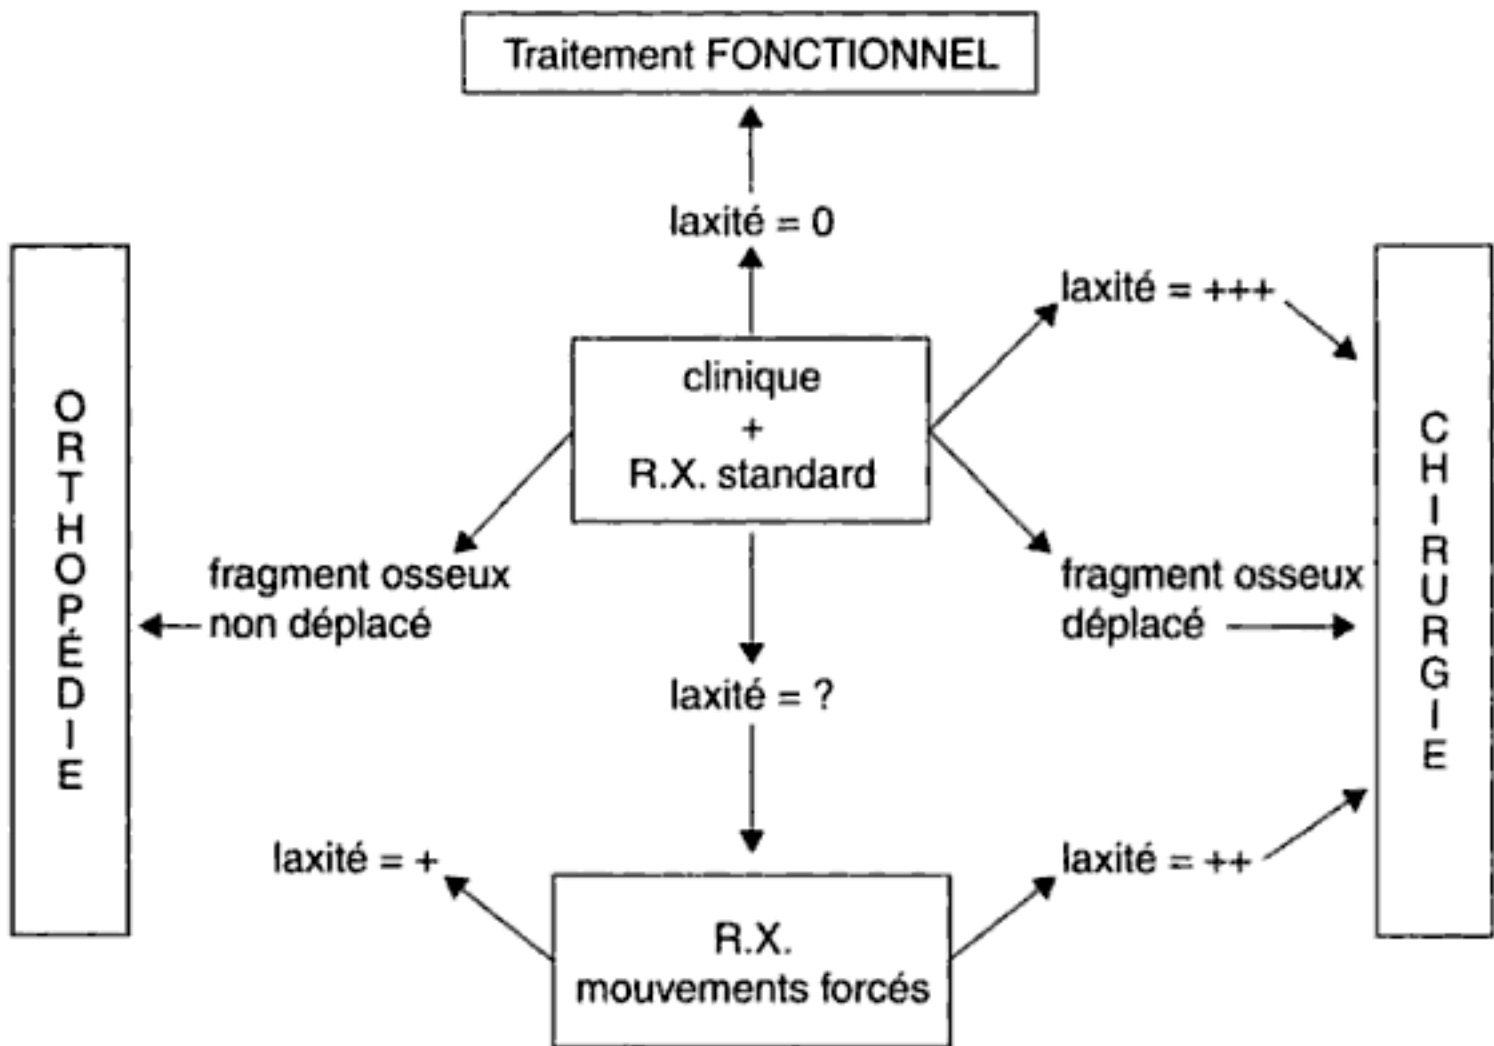 Traitement FONCTIONNEL
laxité = 0
laxité = +++
clinique
+
R.X. standard
ORTHOPÉDIE
CHIRURGIE
fragment osseux
non déplacé
fragment osseux
déplacé
laxité = ?
laxité = +
laxité = ++
R.X.
mouvements forcés